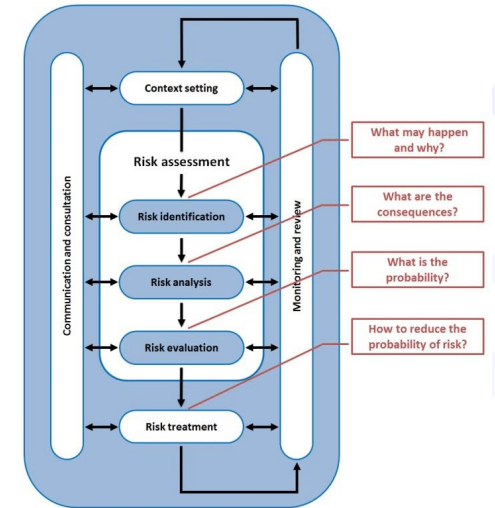 Context setting
Risk assessment
Risk identification
Risk analysis
Risk evaluation
Risk treatment
Communication and consultation
Monitoring and review
What may happen
and why?
What are the
consequences?
What is the
probability?
How to reduce the
probability of risk?